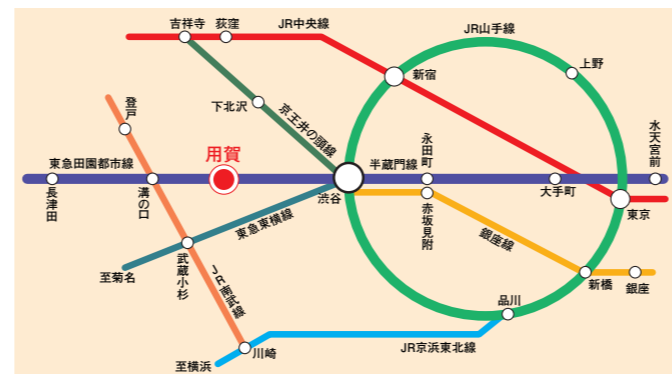 吉祥寺
荻窪
JR中央線
JR山手線
新宿
上野
登戸
下北沢
京王井の頭線
永田町
水天宮前
東急田園都市線
用賀
半蔵門線
長津田
溝の口
渋谷
大手町
東京
赤坂見附
東急東横線
銀座線
武蔵小杉
至菊名
JR南武線
新橋
銀座
品川
川崎
JR京浜東北線
至横浜